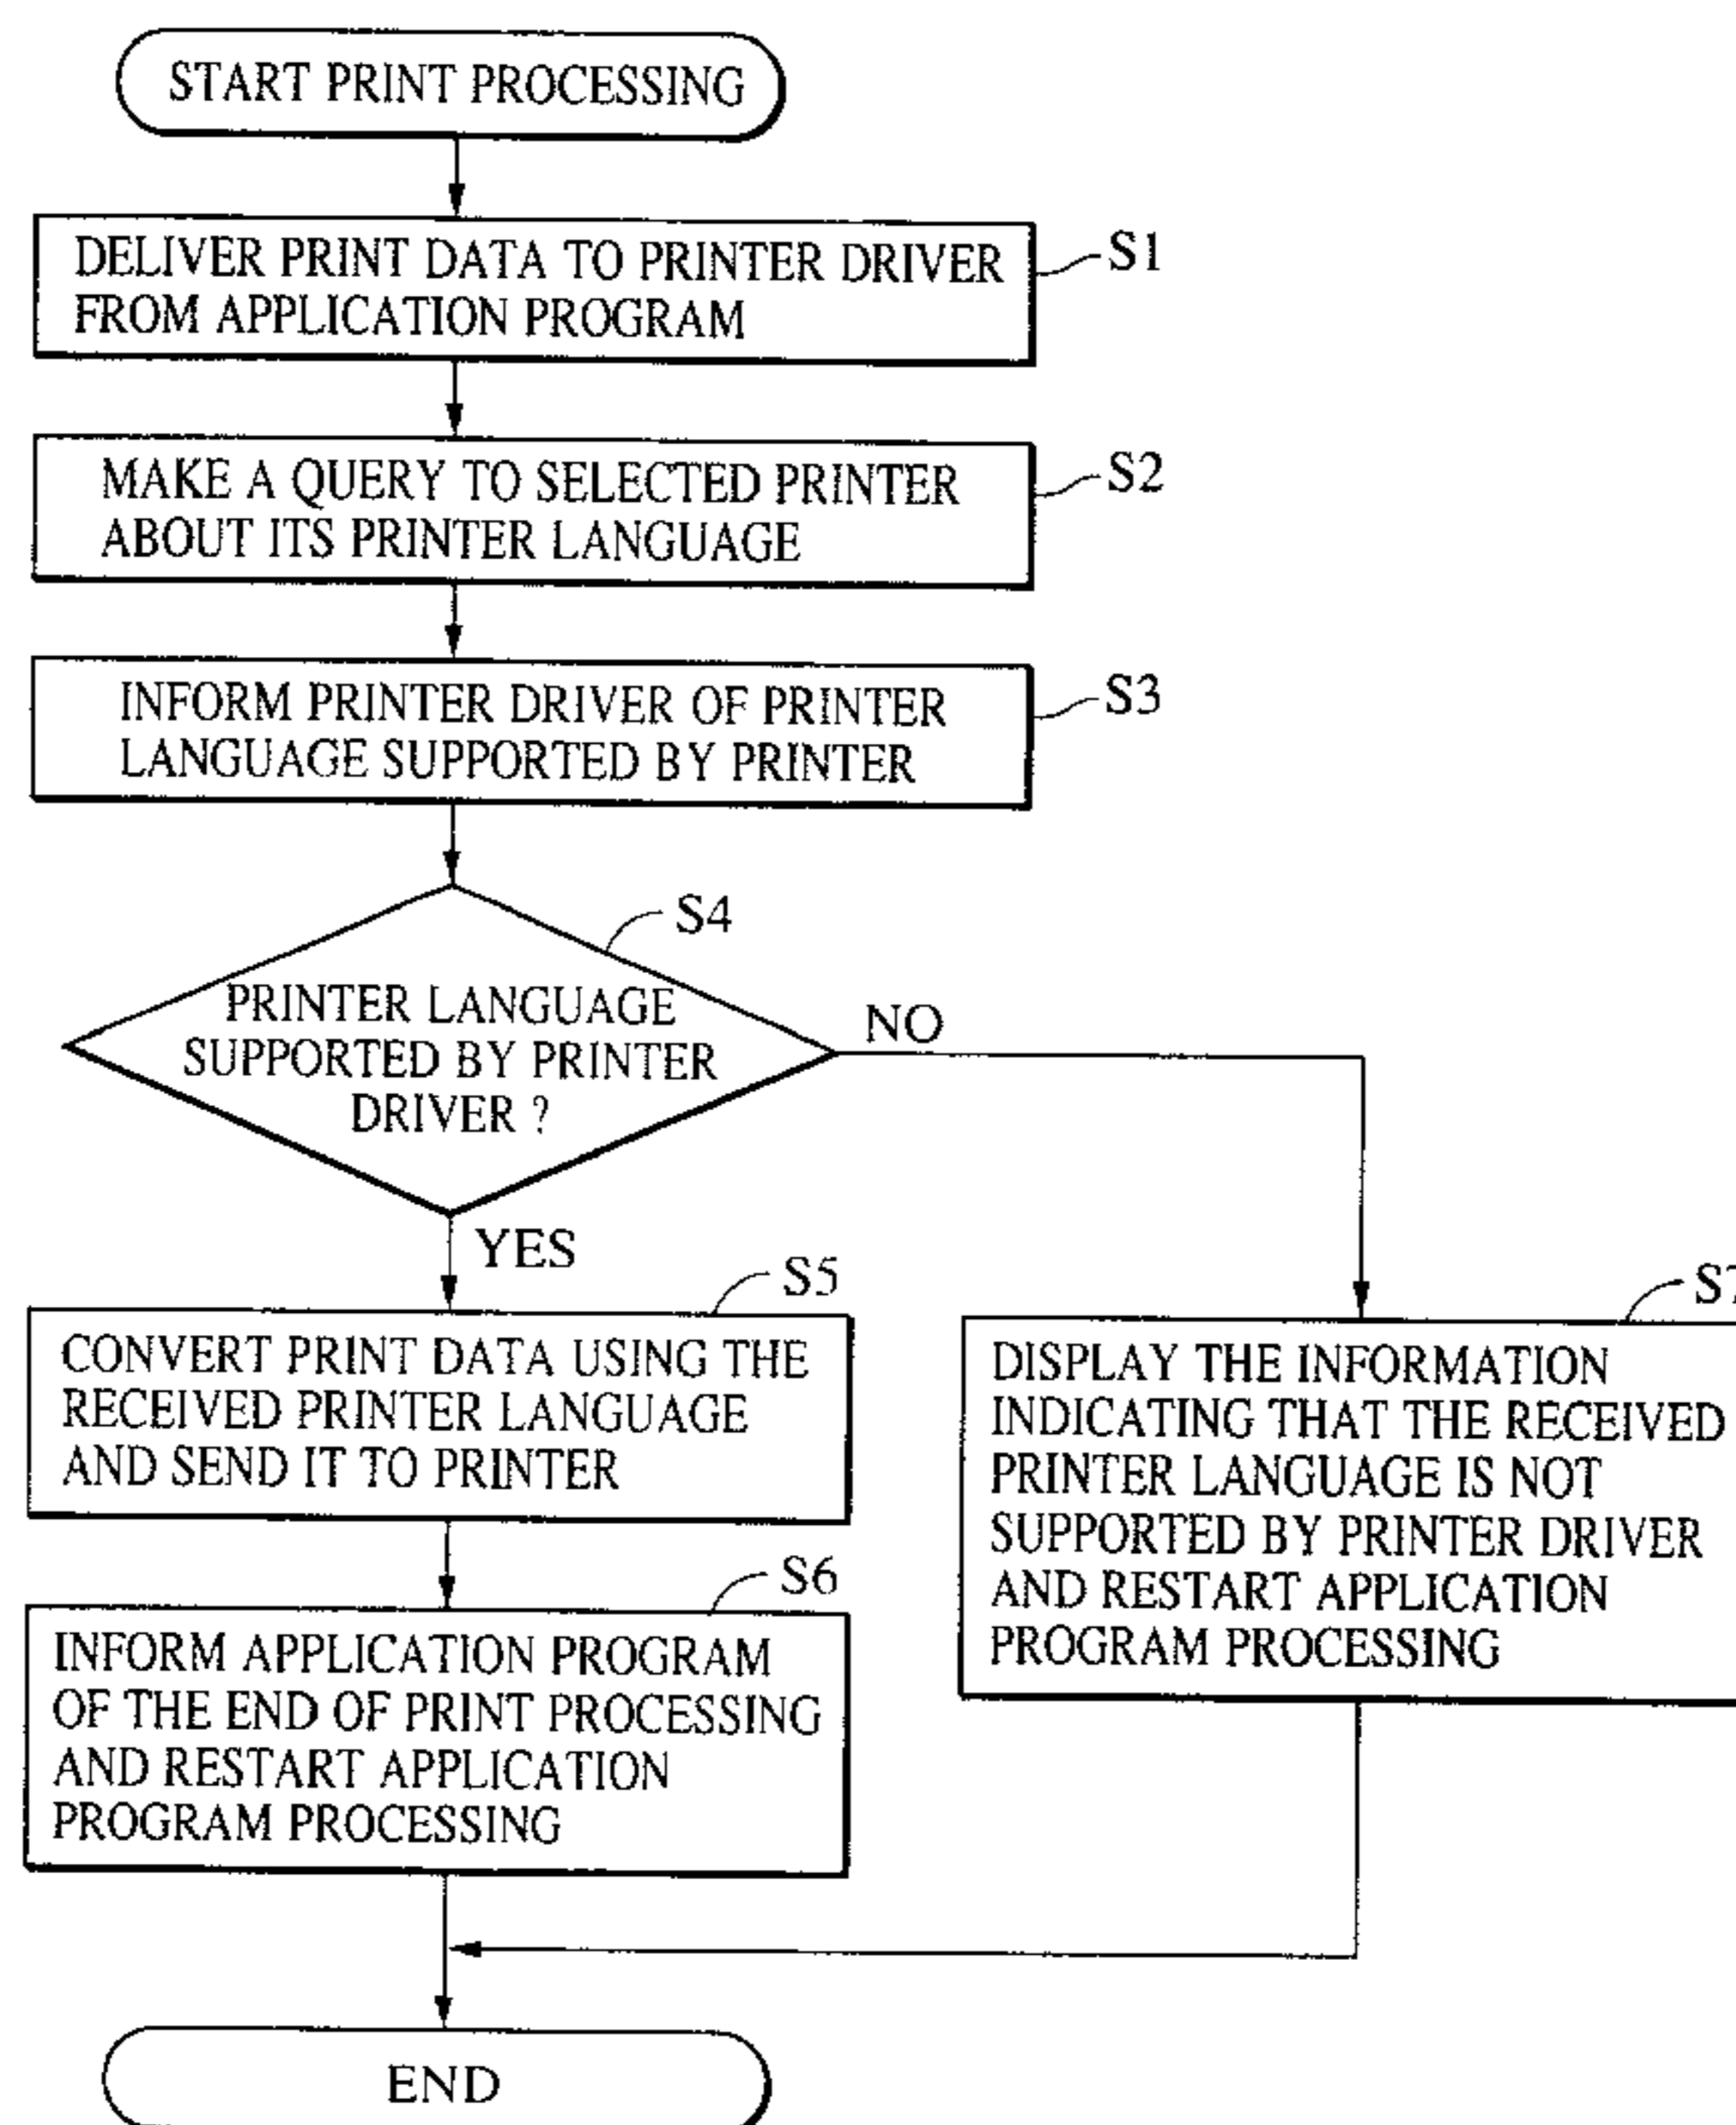 START PRINT PROCESSING
DELIVER PRINT DATA TO PRINTER DRIVER
FROM APPLICATION PROGRAM
S1
MAKE A QUERY TO SELECTED PRINTER
ABOUT ITS PRINTER LANGUAGE
S2
INFORM PRINTER DRIVER OF PRINTER
LANGUAGE SUPPORTED BY PRINTER
S3
S4
PRINTER LANGUAGE
SUPPORTED BY PRINTER
DRIVER ?
NO
YES
S5
CONVERT PRINT DATA USING THE
RECEIVED PRINTER LANGUAGE
AND SEND IT TO PRINTER
S6
INFORM APPLICATION PROGRAM
OF THE END OF PRINT PROCESSING
AND RESTART APPLICATION
PROGRAM PROCESSING
S7
DISPLAY THE INFORMATION
INDICATING THAT THE RECEIVED
PRINTER LANGUAGE IS NOT
SUPPORTED BY PRINTER DRIVER
AND RESTART APPLICATION
PROGRAM PROCESSING
END